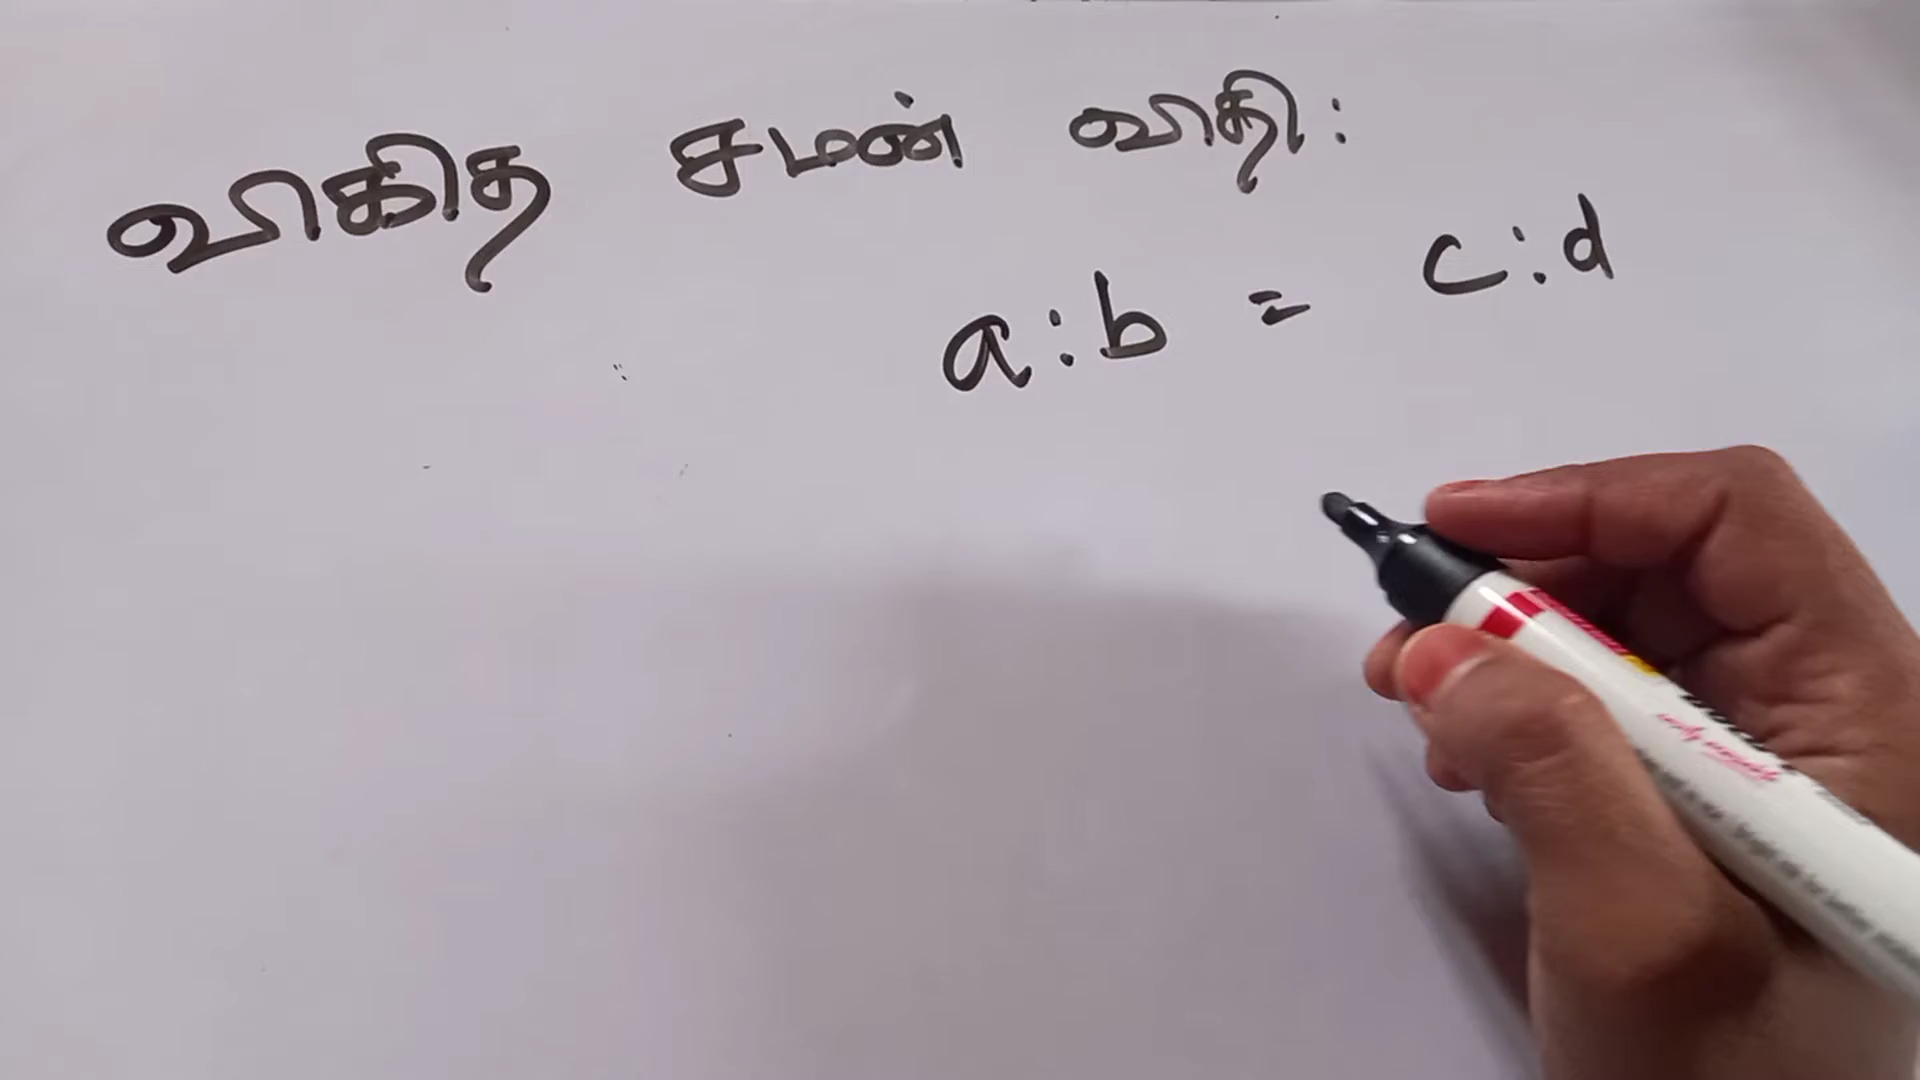 விகித சமன் விதி:
a:b = c:d